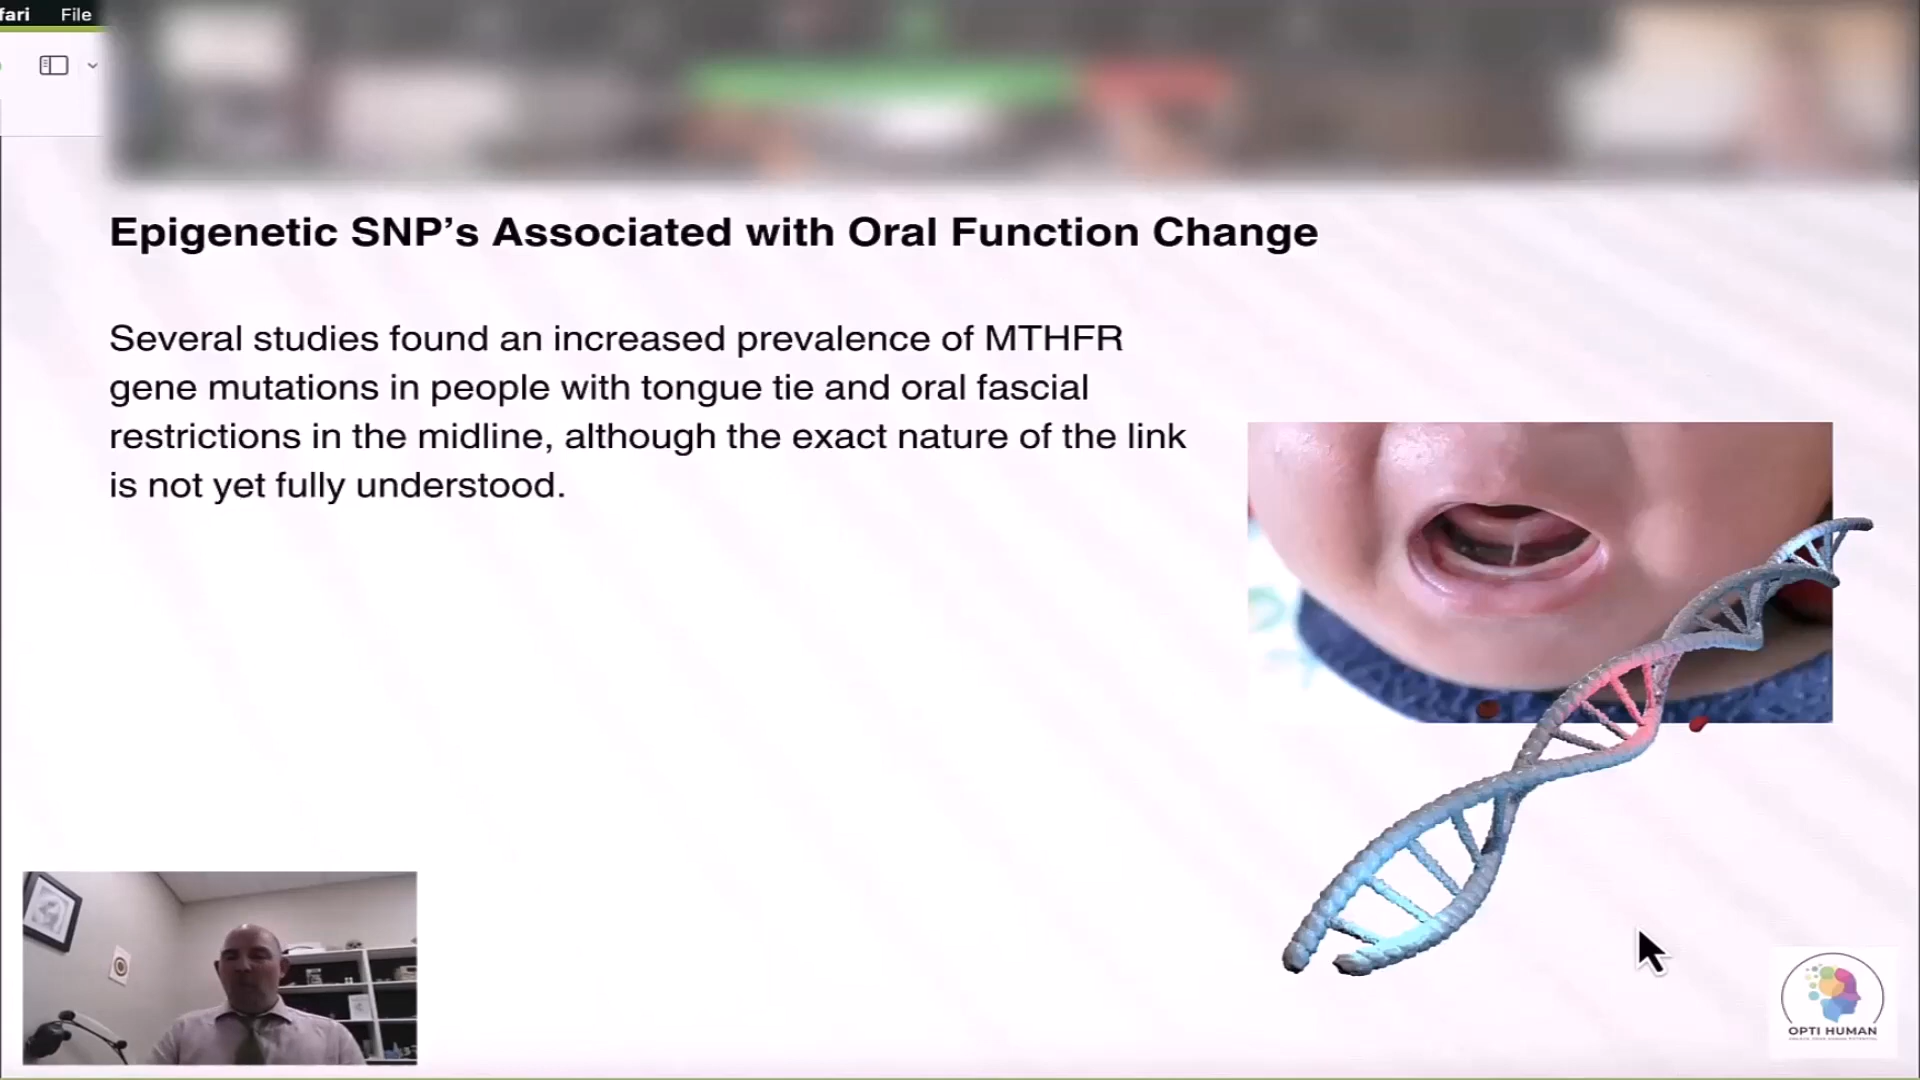 fari File
Epigenetic SNP’s Associated with Oral Function Change
Several studies found an increased prevalence of MTHFR
gene mutations in people with tongue tie and oral fascial
restrictions in the midline, although the exact nature of the link
is not yet fully understood.
OPTI HUMAN